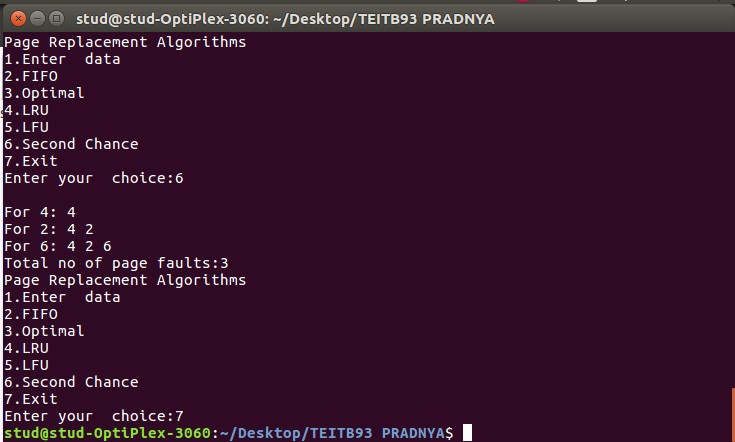 stud@stud-OptiPlex-3060: ~/Desktop/TEITB93 PRADNYA
Page Replacement Algorithms
1.Enter  data
2.FIFO
3.Optimal
4.LRU
5.LFU
6.Second Chance
7.Exit
Enter your  choice:6

For 4: 4
For 2: 4 2
For 6: 4 2 6
Total no of page faults:3
Page Replacement Algorithms
1.Enter  data
2.FIFO
3.Optimal
4.LRU
5.LFU
6.Second Chance
7.Exit
Enter your  choice:7
stud@stud-OptiPlex-3060:~/Desktop/TEITB93 PRADNYA$